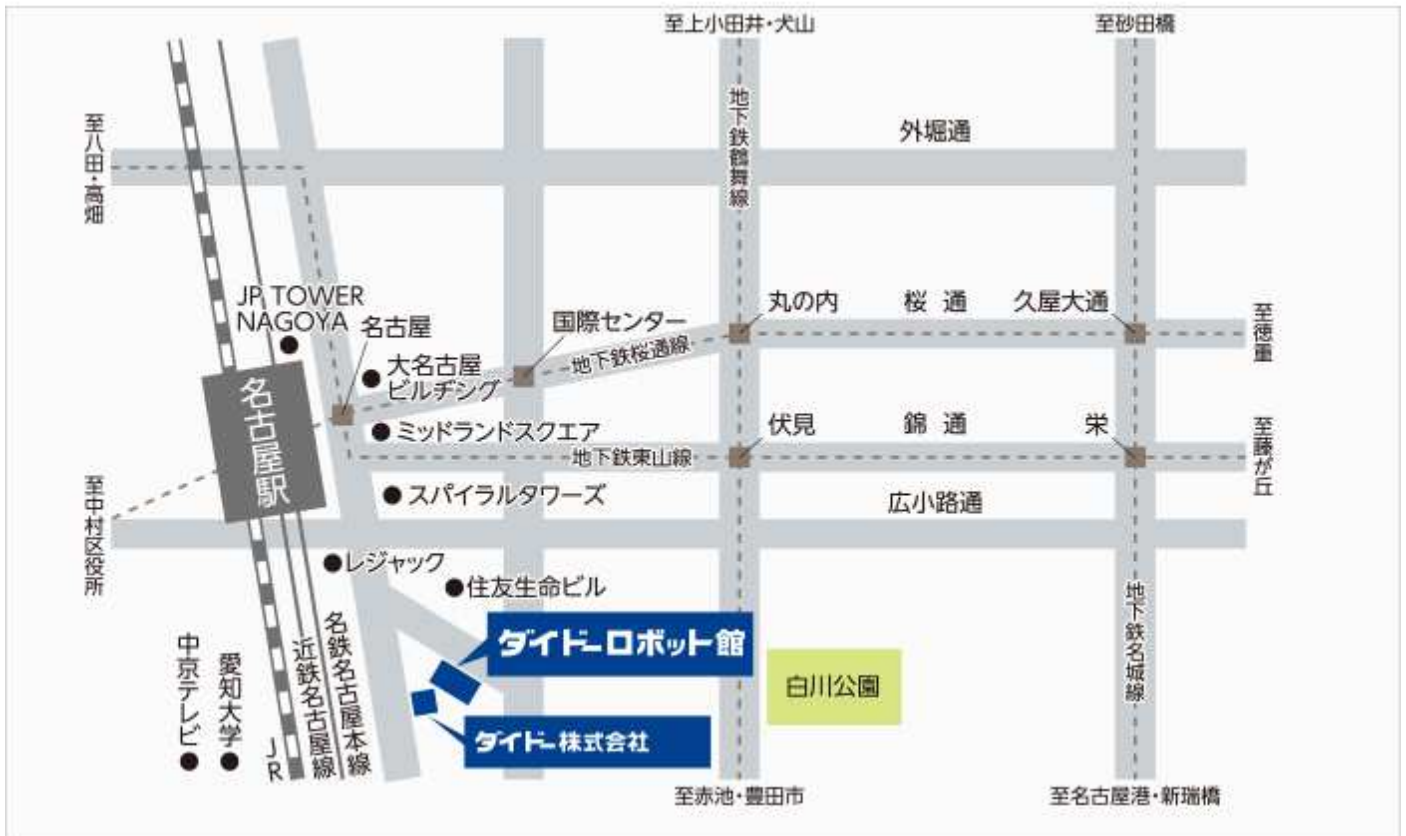 至上小田井・犬山
至砂田橋
地下鉄鶴舞線
外堀通
至八田・高畑
JP TOWER
NAGOYA
名古屋
国際センター
丸の内
桜通
久屋大通
至徳重
大名古屋
ビルヂング
地下鉄桜通線
名古屋駅
ミッドランドスクエア
伏見
錦通
栄
至藤が丘
地下鉄東山線
至中村区役所
スパイラルタワーズ
広小路通
レジャック
住友生命ビル
地下鉄名城線
ダイドーロボット館
白川公園
中京テレビ
愛知大学
JR
近鉄名古屋線
名鉄名古屋本線
ダイドー株式会社
至赤池・豊田市
至名古屋港・新瑞橋